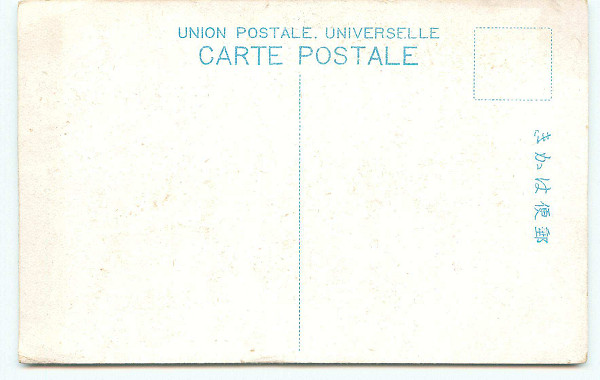 UNION POSTALE. UNIVERSELLE
CARTE POSTALE
郵便はかき